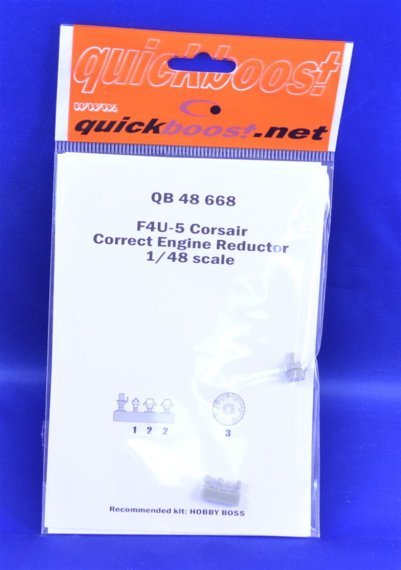 quickboost
www.
quickboost.net
QB 48 668
F4U-5 Corsair
Correct Engine Reductor
1/48 scale
1 2 2 3
Recommended kit: HOBBY BOSS